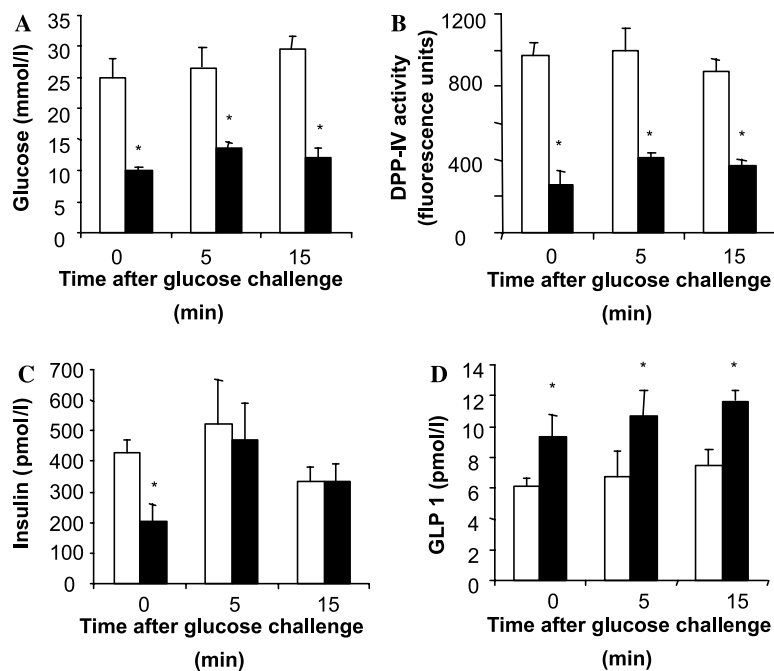 A
Glucose (mmol/l)
35
30
25
20
15
10
5
0
*
*
*
0 5 15
Time after glucose challenge
(min)
B
DPP-IV activity
(fluorescence units)
1200
800
400
0
*
*
*
0 5 15
Time after glucose challenge
(min)
C
Insulin (pmol/l)
700
600
500
400
300
200
100
0
*
0 5 15
Time after glucose challenge
(min)
D
GLP 1 (pmol/l)
14
12
10
8
6
4
2
0
*
*
*
0 5 15
Time after glucose challenge
(min)